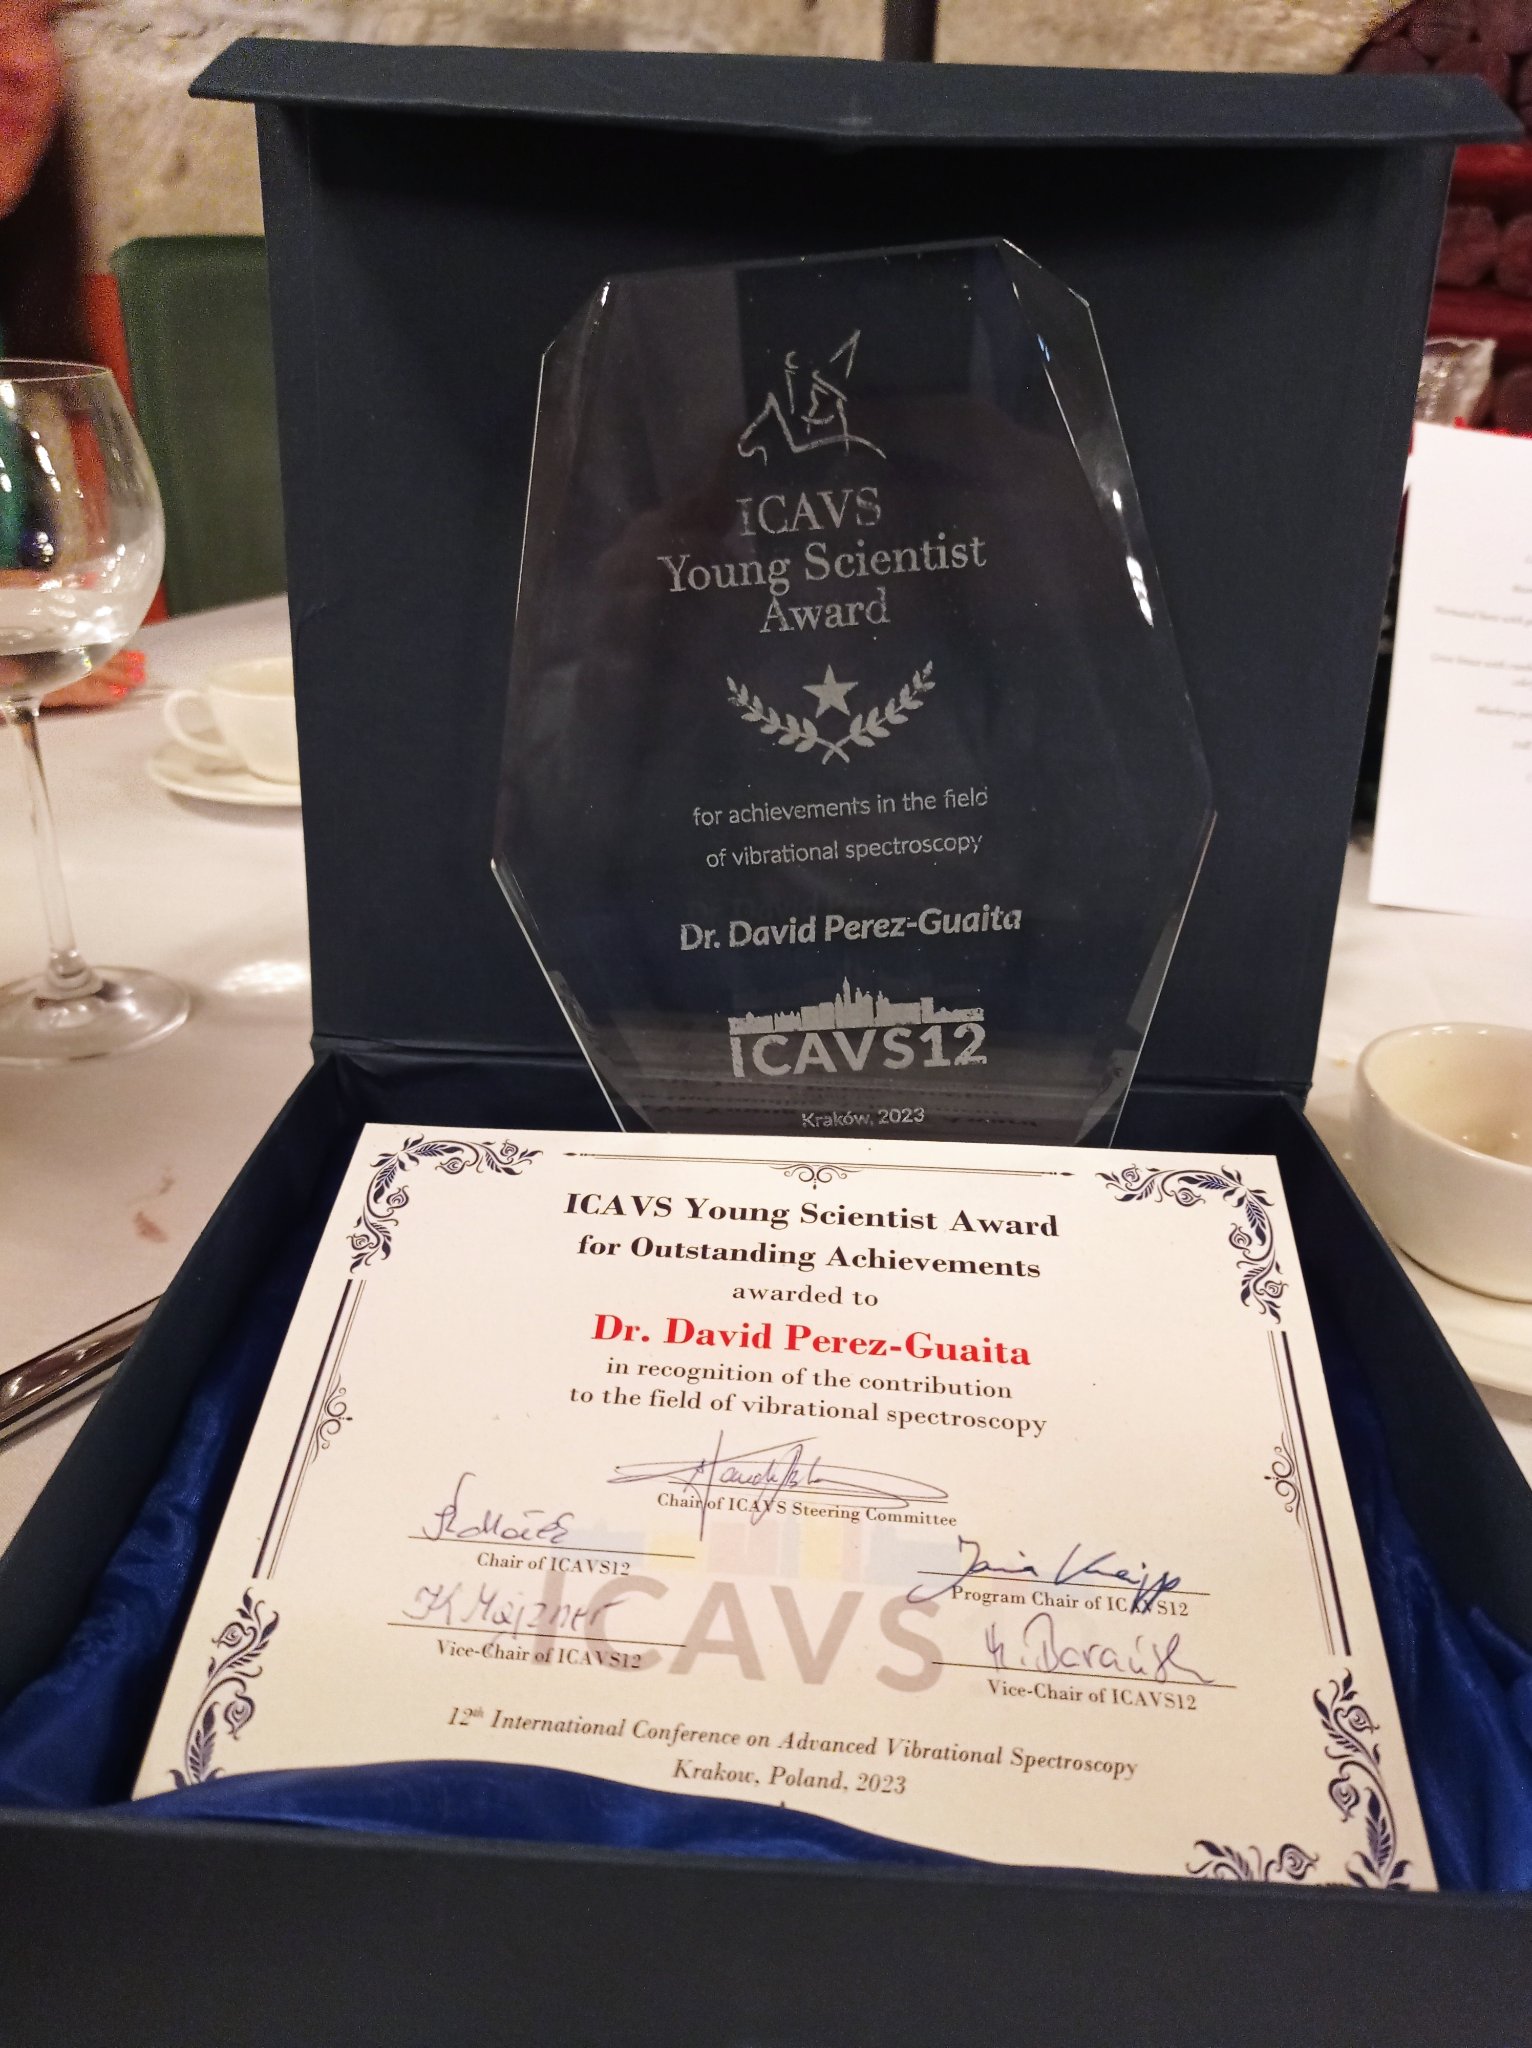 ICAVS
Young Scientist
Award
for achievements in the field
of vibrational spectroscopy
Dr. David Perez-Guaita
ICAVS12
Kraków, 2023
ICAVS Young Scientist Award
for Outstanding Achievements
awarded to
Dr. David Perez-Guaita
in recognition of the contribution
to the field of vibrational spectroscopy
Chair of ICAVS Steering Committee
Chair of ICAVS12
Janina Kneipp
Program Chair of ICAVS12
K Majzner
Vice-Chair of ICAVS12
Vice-Chair of ICAVS12
ICAVS
12th International Conference on Advanced Vibrational Spectroscopy
Krakow, Poland, 2023